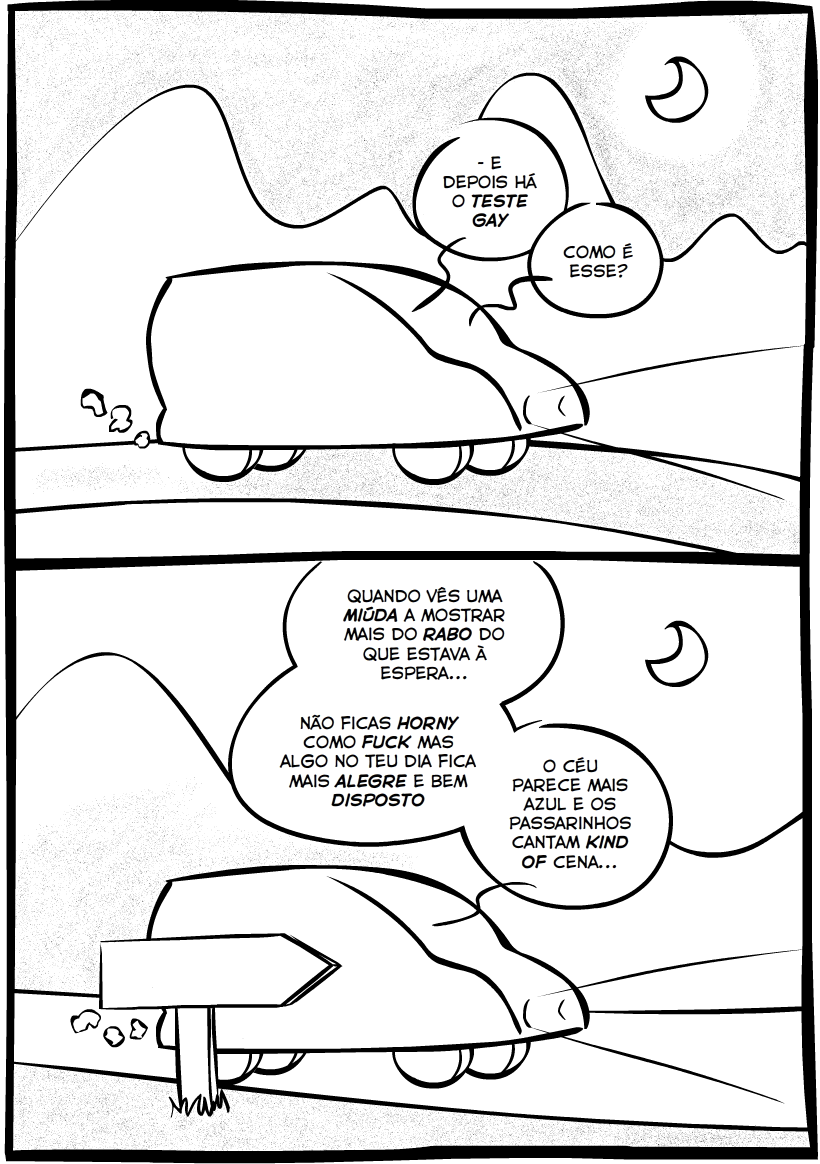 - E
DEPOIS HÁ
O TESTE
GAY
COMO É
ESSE?
QUANDO VÊS UMA
MIÚDA A MOSTRAR
MAIS DO RABO DO
QUE ESTAVA À
ESPERA...
NÃO FICAS HORNY
COMO FUCK MAS
ALGO NO TEU DIA FICA
MAIS ALEGRE E BEM
DISPOSTO
O CÉU
PARECE MAIS
AZUL E OS
PASSARINHOS
CANTAM KIND
OF CENA...